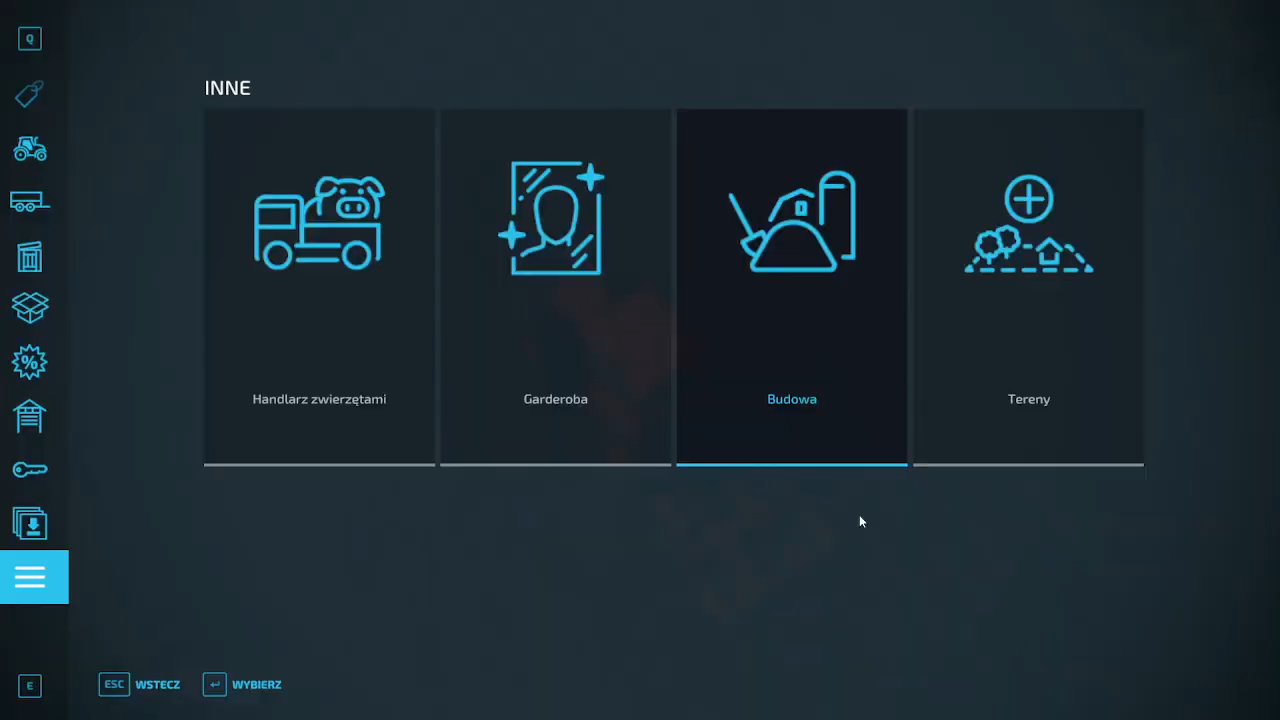 Q
INNE
%
Handlarz zwierzętami
Garderoba
Budowa
Tereny
E
ESC WSTECZ
↩ WYBIERZ